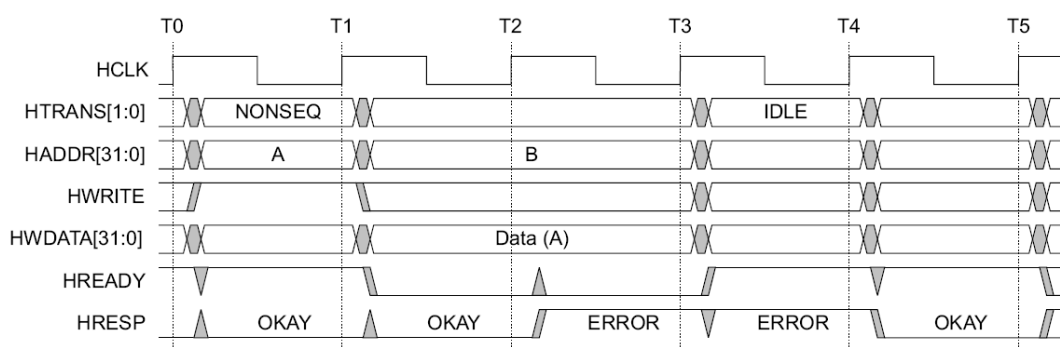 T0 T1 T2 T3 T4 T5
HCLK
HTRANS[1:0] NONSEQ IDLE
HADDR[31:0] A B
HWRITE
HWDATA[31:0] Data (A)
HREADY
HRESP OKAY OKAY ERROR ERROR OKAY